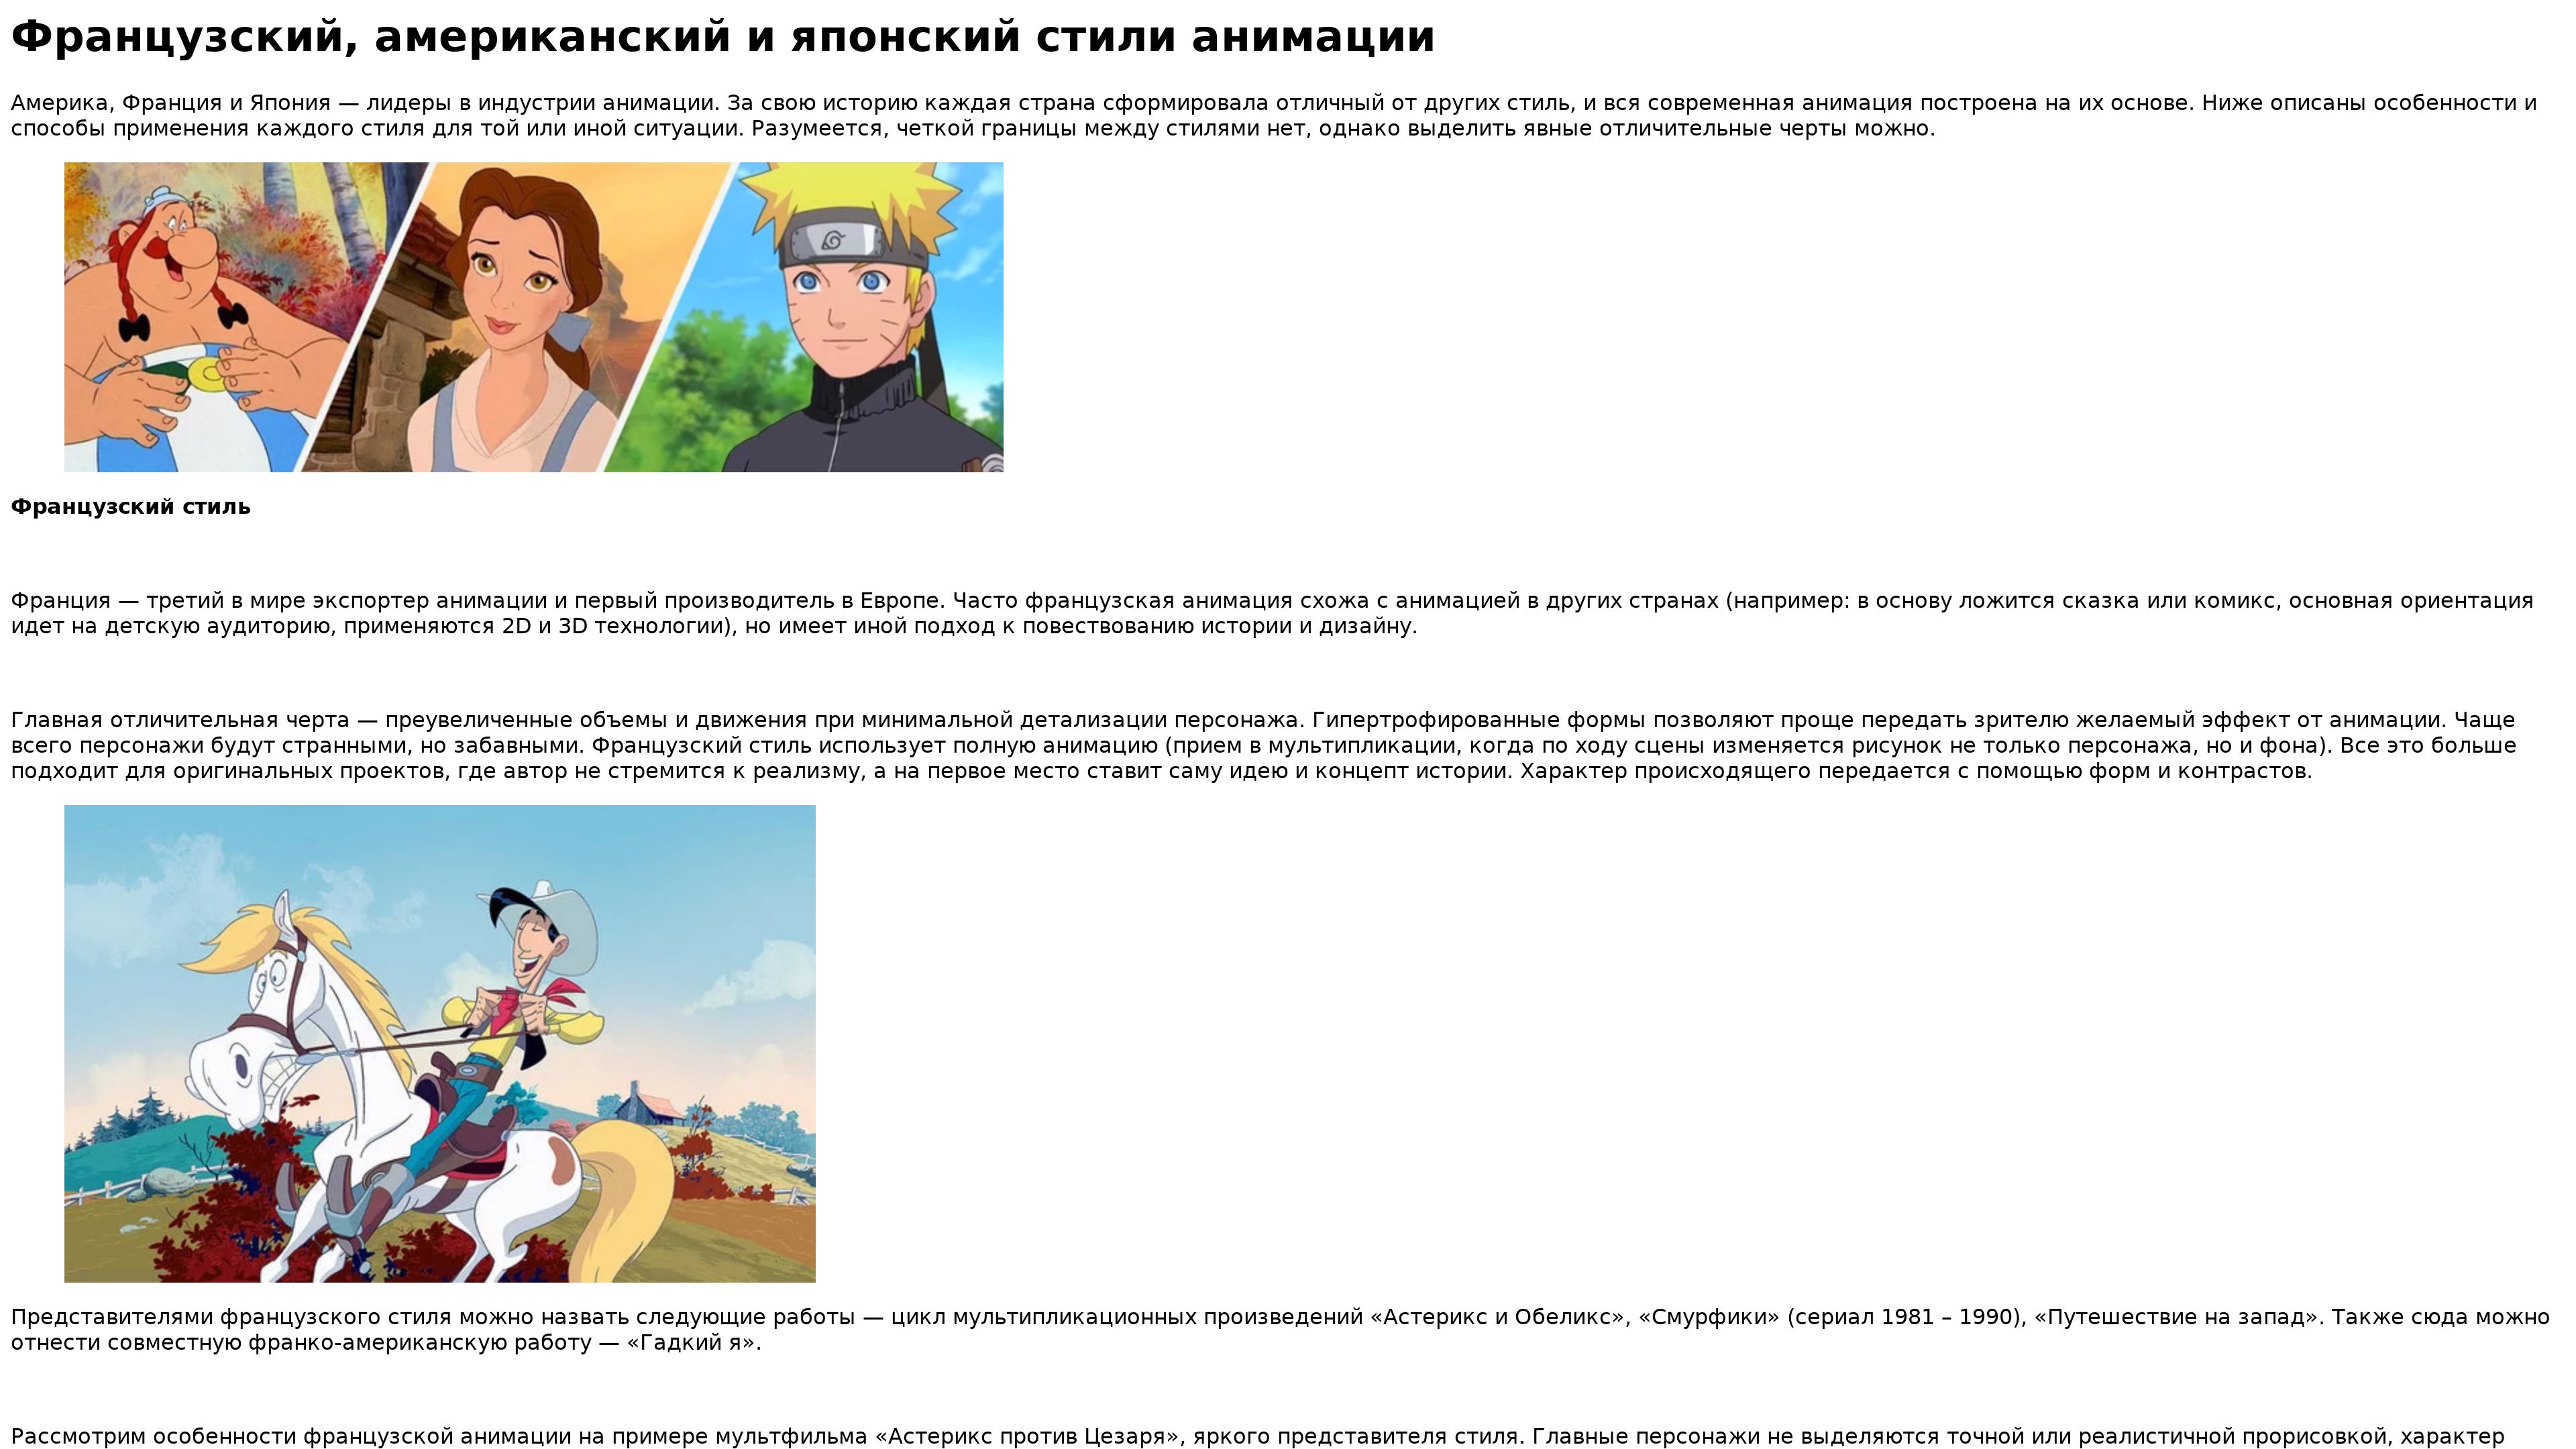 Французский, американский и японский стили анимации
Америка, Франция и Япония — лидеры в индустрии анимации. За свою историю каждая страна сформировала отличный от других стиль, и вся современная анимация построена на их основе. Ниже описаны особенности и
способы применения каждого стиля для той или иной ситуации. Разумеется, четкой границы между стилями нет, однако выделить явные отличительные черты можно.
Французский стиль
Франция — третий в мире экспортер анимации и первый производитель в Европе. Часто французская анимация схожа с анимацией в других странах (например: в основу ложится сказка или комикс, основная ориентация
идет на детскую аудиторию, применяются 2D и 3D технологии), но имеет иной подход к повествованию истории и дизайну.
Главная отличительная черта — преувеличенные объемы и движения при минимальной детализации персонажа. Гипертрофированные формы позволяют проще передать зрителю желаемый эффект от анимации. Чаще
всего персонажи будут странными, но забавными. Французский стиль использует полную анимацию (прием в мультипликации, когда по ходу сцены изменяется рисунок не только персонажа, но и фона). Все это больше
подходит для оригинальных проектов, где автор не стремится к реализму, а на первое место ставит саму идею и концепт истории. Характер происходящего передается с помощью форм и контрастов.
Представителями французского стиля можно назвать следующие работы — цикл мультипликационных произведений «Астерикс и Обеликс», «Смурфики» (сериал 1981 – 1990), «Путешествие на запад». Также сюда можно
отнести совместную франко-американскую работу — «Гадкий я».
Рассмотрим особенности французской анимации на примере мультфильма «Астерикс против Цезаря», яркого представителя стиля. Главные персонажи не выделяются точной или реалистичной прорисовкой, характер